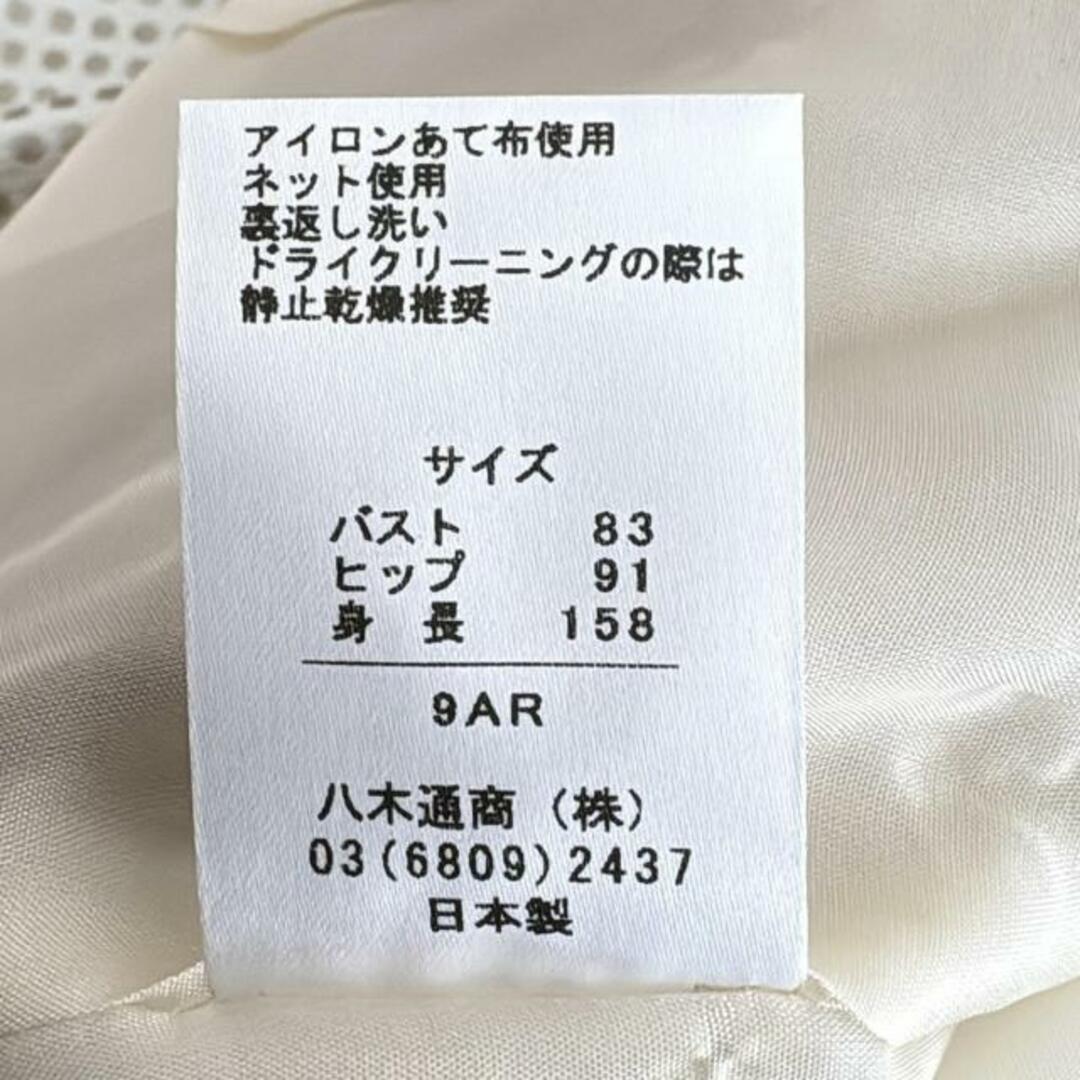 アイロンあて布使用
ネット使用
裏返し洗い
ドライクリーニングの際は
静止乾燥推奨
サイズ
バスト 83
ヒップ 91
身 長 158
9AR
八木通商（株）
03(6809)2437
日本製